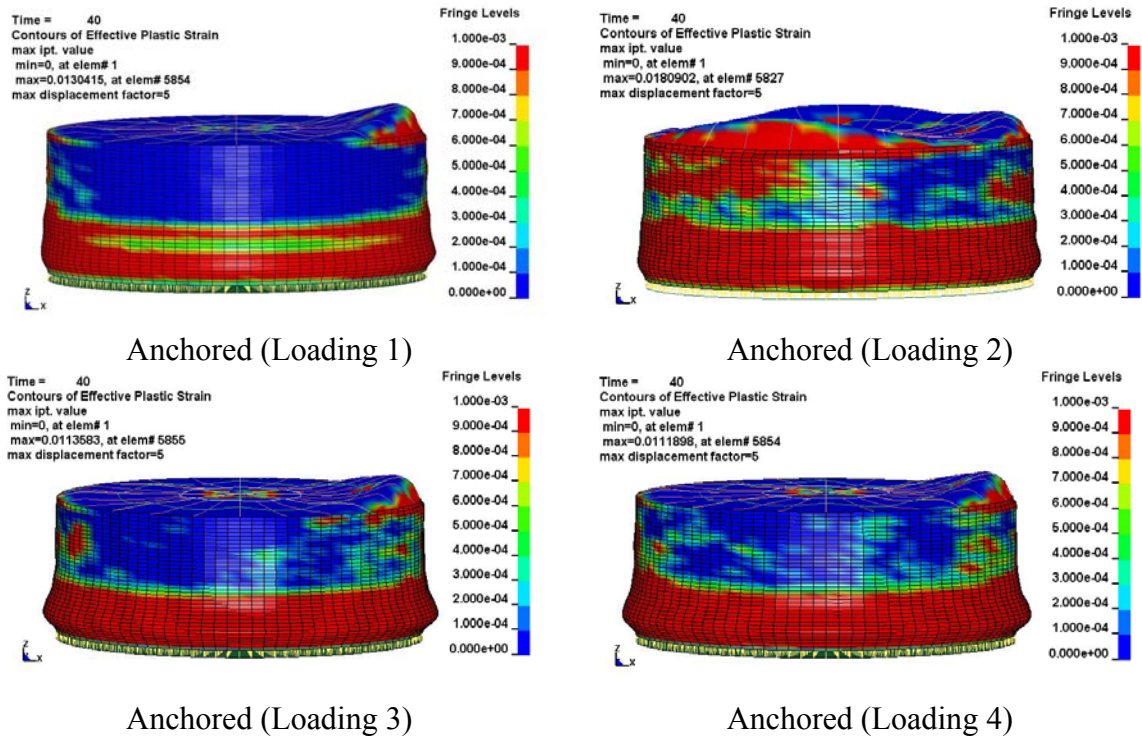 Time = 40
Contours of Effective Plastic Strain
max ipt. value
min=0, at elem# 1
max=0.0130415, at elem# 5854
max displacement factor=5
Fringe Levels
1.000e-03
9.000e-04
8.000e-04
7.000e-04
6.000e-04
5.000e-04
4.000e-04
3.000e-04
2.000e-04
1.000e-04
0.000e+00
z
x
Anchored (Loading 1)
Time = 40
Contours of Effective Plastic Strain
max ipt. value
min=0, at elem# 1
max=0.0180902, at elem# 5827
max displacement factor=5
Fringe Levels
1.000e-03
9.000e-04
8.000e-04
7.000e-04
6.000e-04
5.000e-04
4.000e-04
3.000e-04
2.000e-04
1.000e-04
0.000e+00
z
x
Anchored (Loading 2)
Time = 40
Contours of Effective Plastic Strain
max ipt. value
min=0, at elem# 1
max=0.0113583, at elem# 5855
max displacement factor=5
Fringe Levels
1.000e-03
9.000e-04
8.000e-04
7.000e-04
6.000e-04
5.000e-04
4.000e-04
3.000e-04
2.000e-04
1.000e-04
0.000e+00
z
x
Anchored (Loading 3)
Time = 40
Contours of Effective Plastic Strain
max ipt. value
min=0, at elem# 1
max=0.0111898, at elem# 5854
max displacement factor=5
Fringe Levels
1.000e-03
9.000e-04
8.000e-04
7.000e-04
6.000e-04
5.000e-04
4.000e-04
3.000e-04
2.000e-04
1.000e-04
0.000e+00
z
x
Anchored (Loading 4)